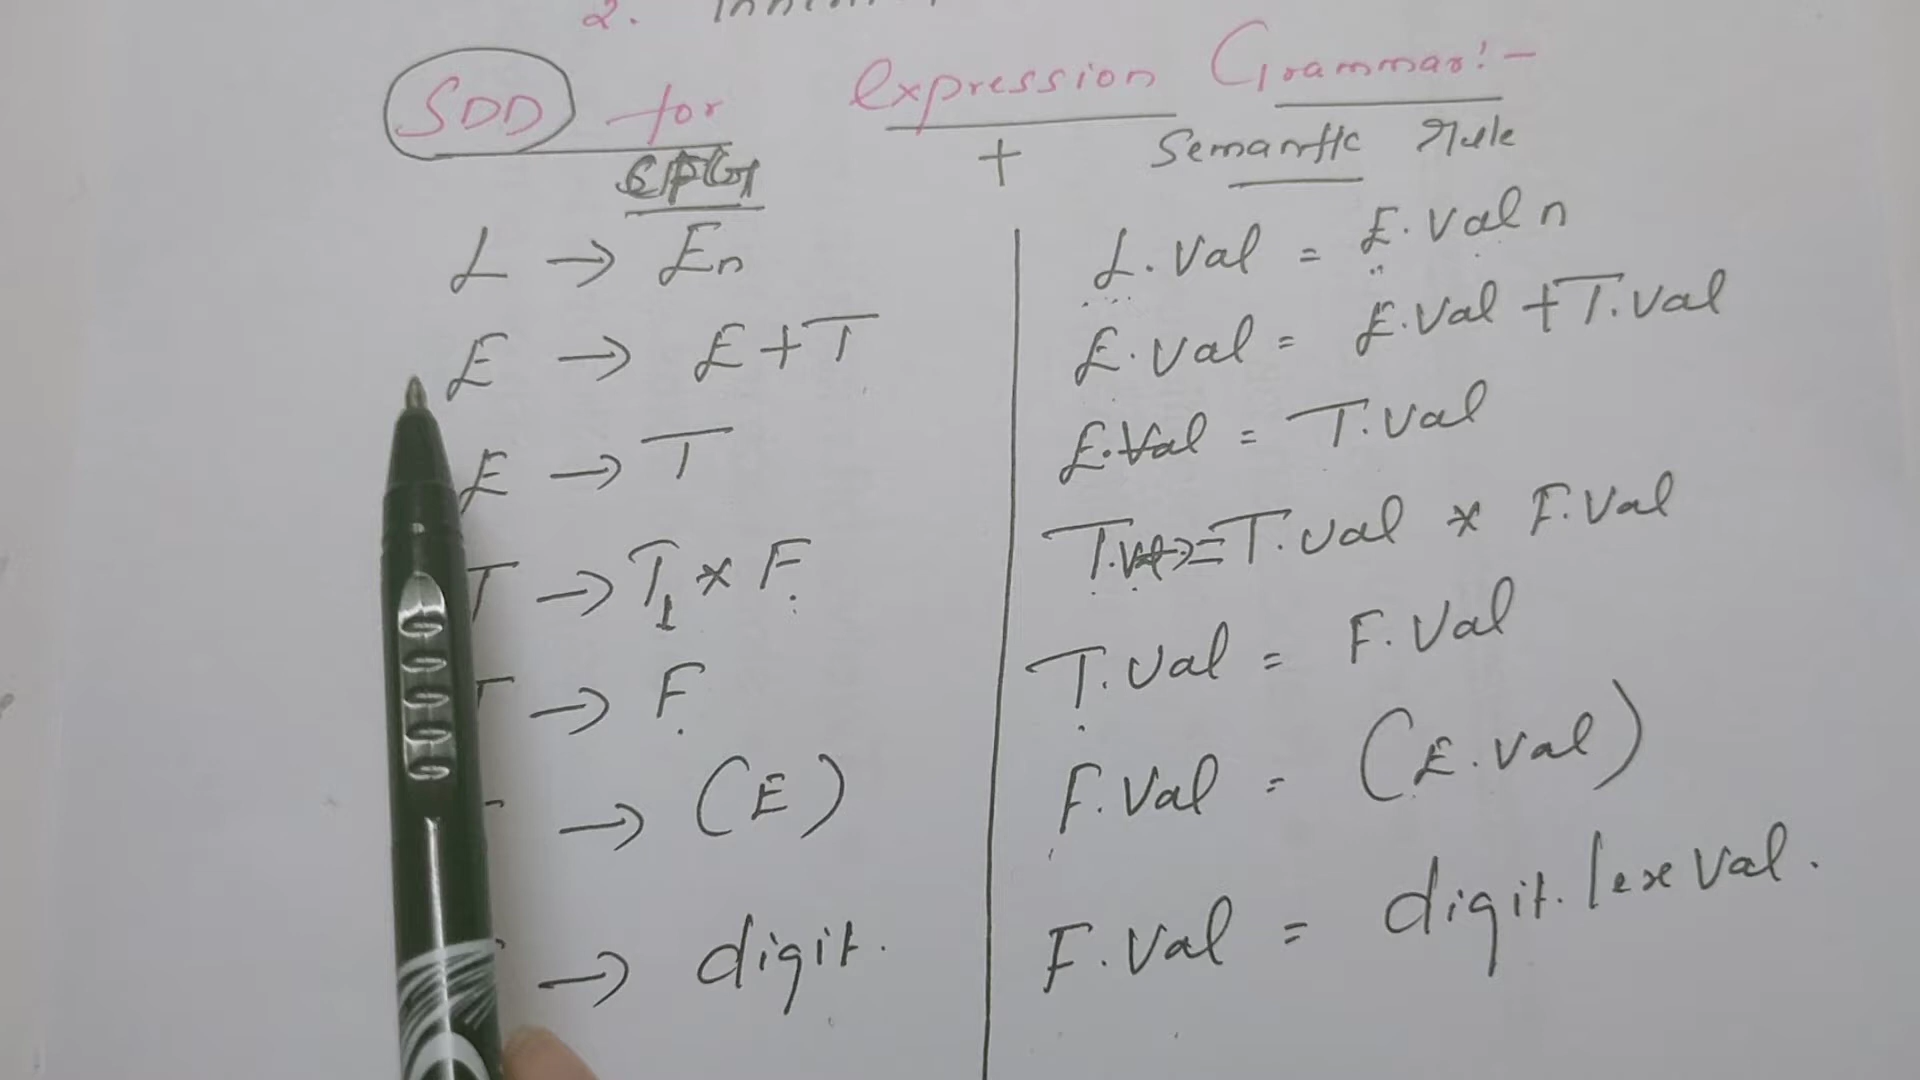 2.
SDD for expression Grammar:-
CFG + Semantic Rule
L → En L.Val = E.Val n
E → E+T E.Val = E.Val + T.Val
E → T E.Val = T.Val
T → T1 * F T.Val = T.Val * F.Val
T → F T.Val = F.Val
→ (E) F.Val = (E.Val)
→ digit. F.Val = digit.lexval.